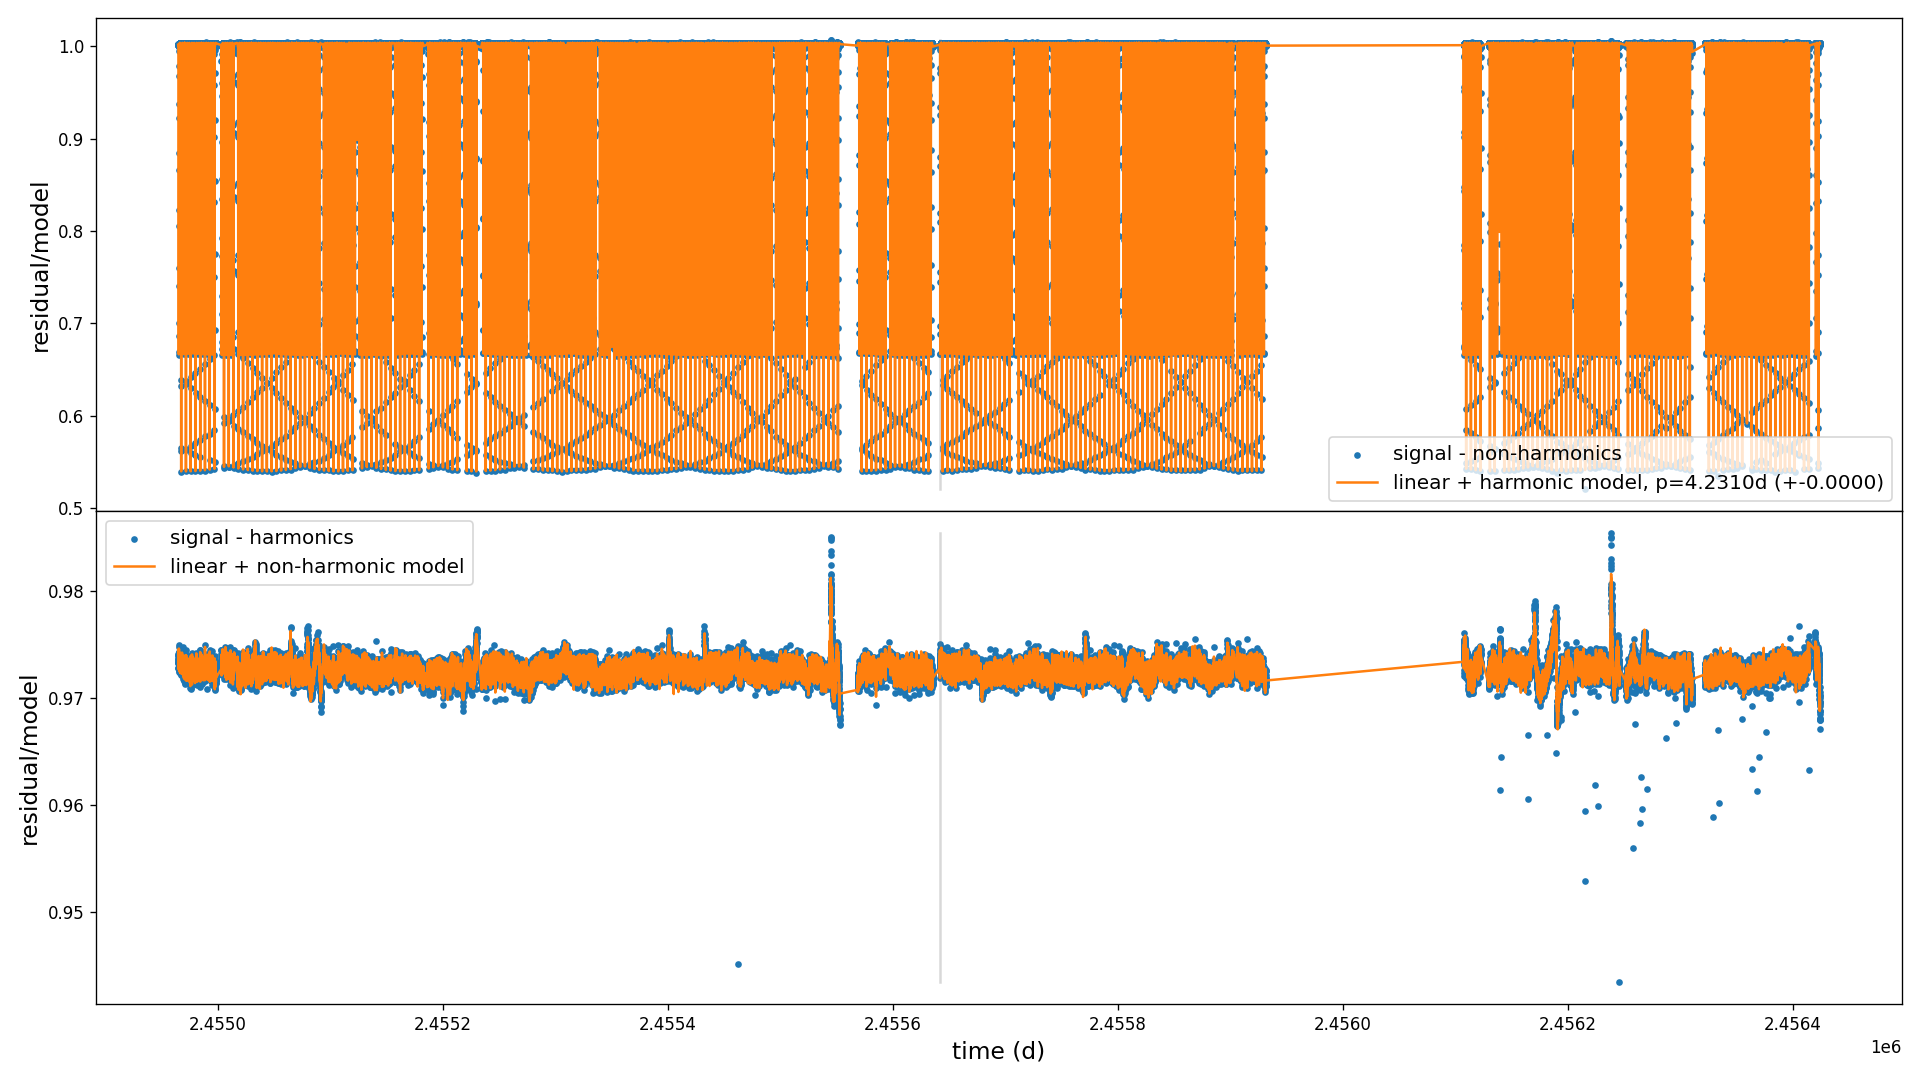 1.0
0.9
0.8
0.7
0.6
0.5
residual/model
signal - non-harmonics
linear + harmonic model, p=4.2310d (+-0.0000)
signal - harmonics
linear + non-harmonic model
0.98
0.97
0.96
0.95
residual/model
2.4550 2.4552 2.4554 2.4556 2.4558 2.4560 2.4562 2.4564
time (d)
1e6